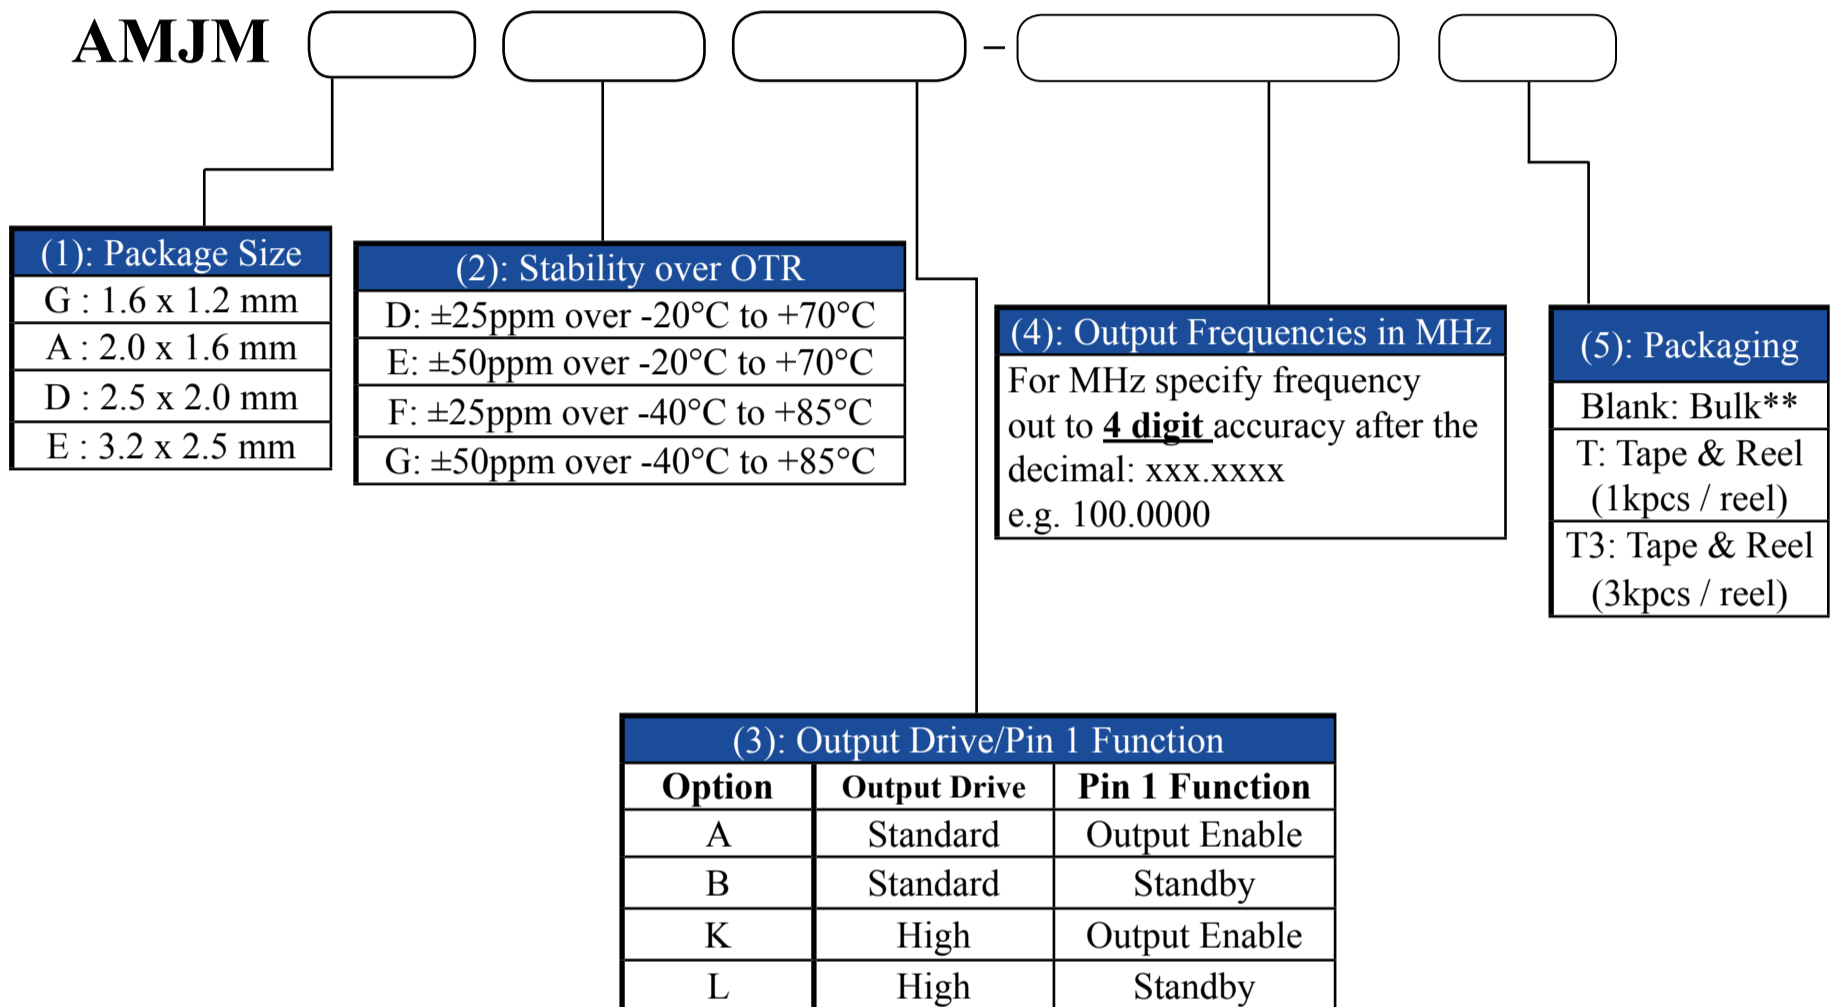 AMJM –
(1): Package Size
G : 1.6 x 1.2 mm
A : 2.0 x 1.6 mm
D : 2.5 x 2.0 mm
E : 3.2 x 2.5 mm
(2): Stability over OTR
D: ±25ppm over -20°C to +70°C
E: ±50ppm over -20°C to +70°C
F: ±25ppm over -40°C to +85°C
G: ±50ppm over -40°C to +85°C
(4): Output Frequencies in MHz
For MHz specify frequency
out to 4 digit accuracy after the
decimal: xxx.xxxx
e.g. 100.0000
(5): Packaging
Blank: Bulk**
T: Tape & Reel
(1kpcs / reel)
T3: Tape & Reel
(3kpcs / reel)
(3): Output Drive/Pin 1 Function
Option Output Drive Pin 1 Function
A Standard Output Enable
B Standard Standby
K High Output Enable
L High Standby